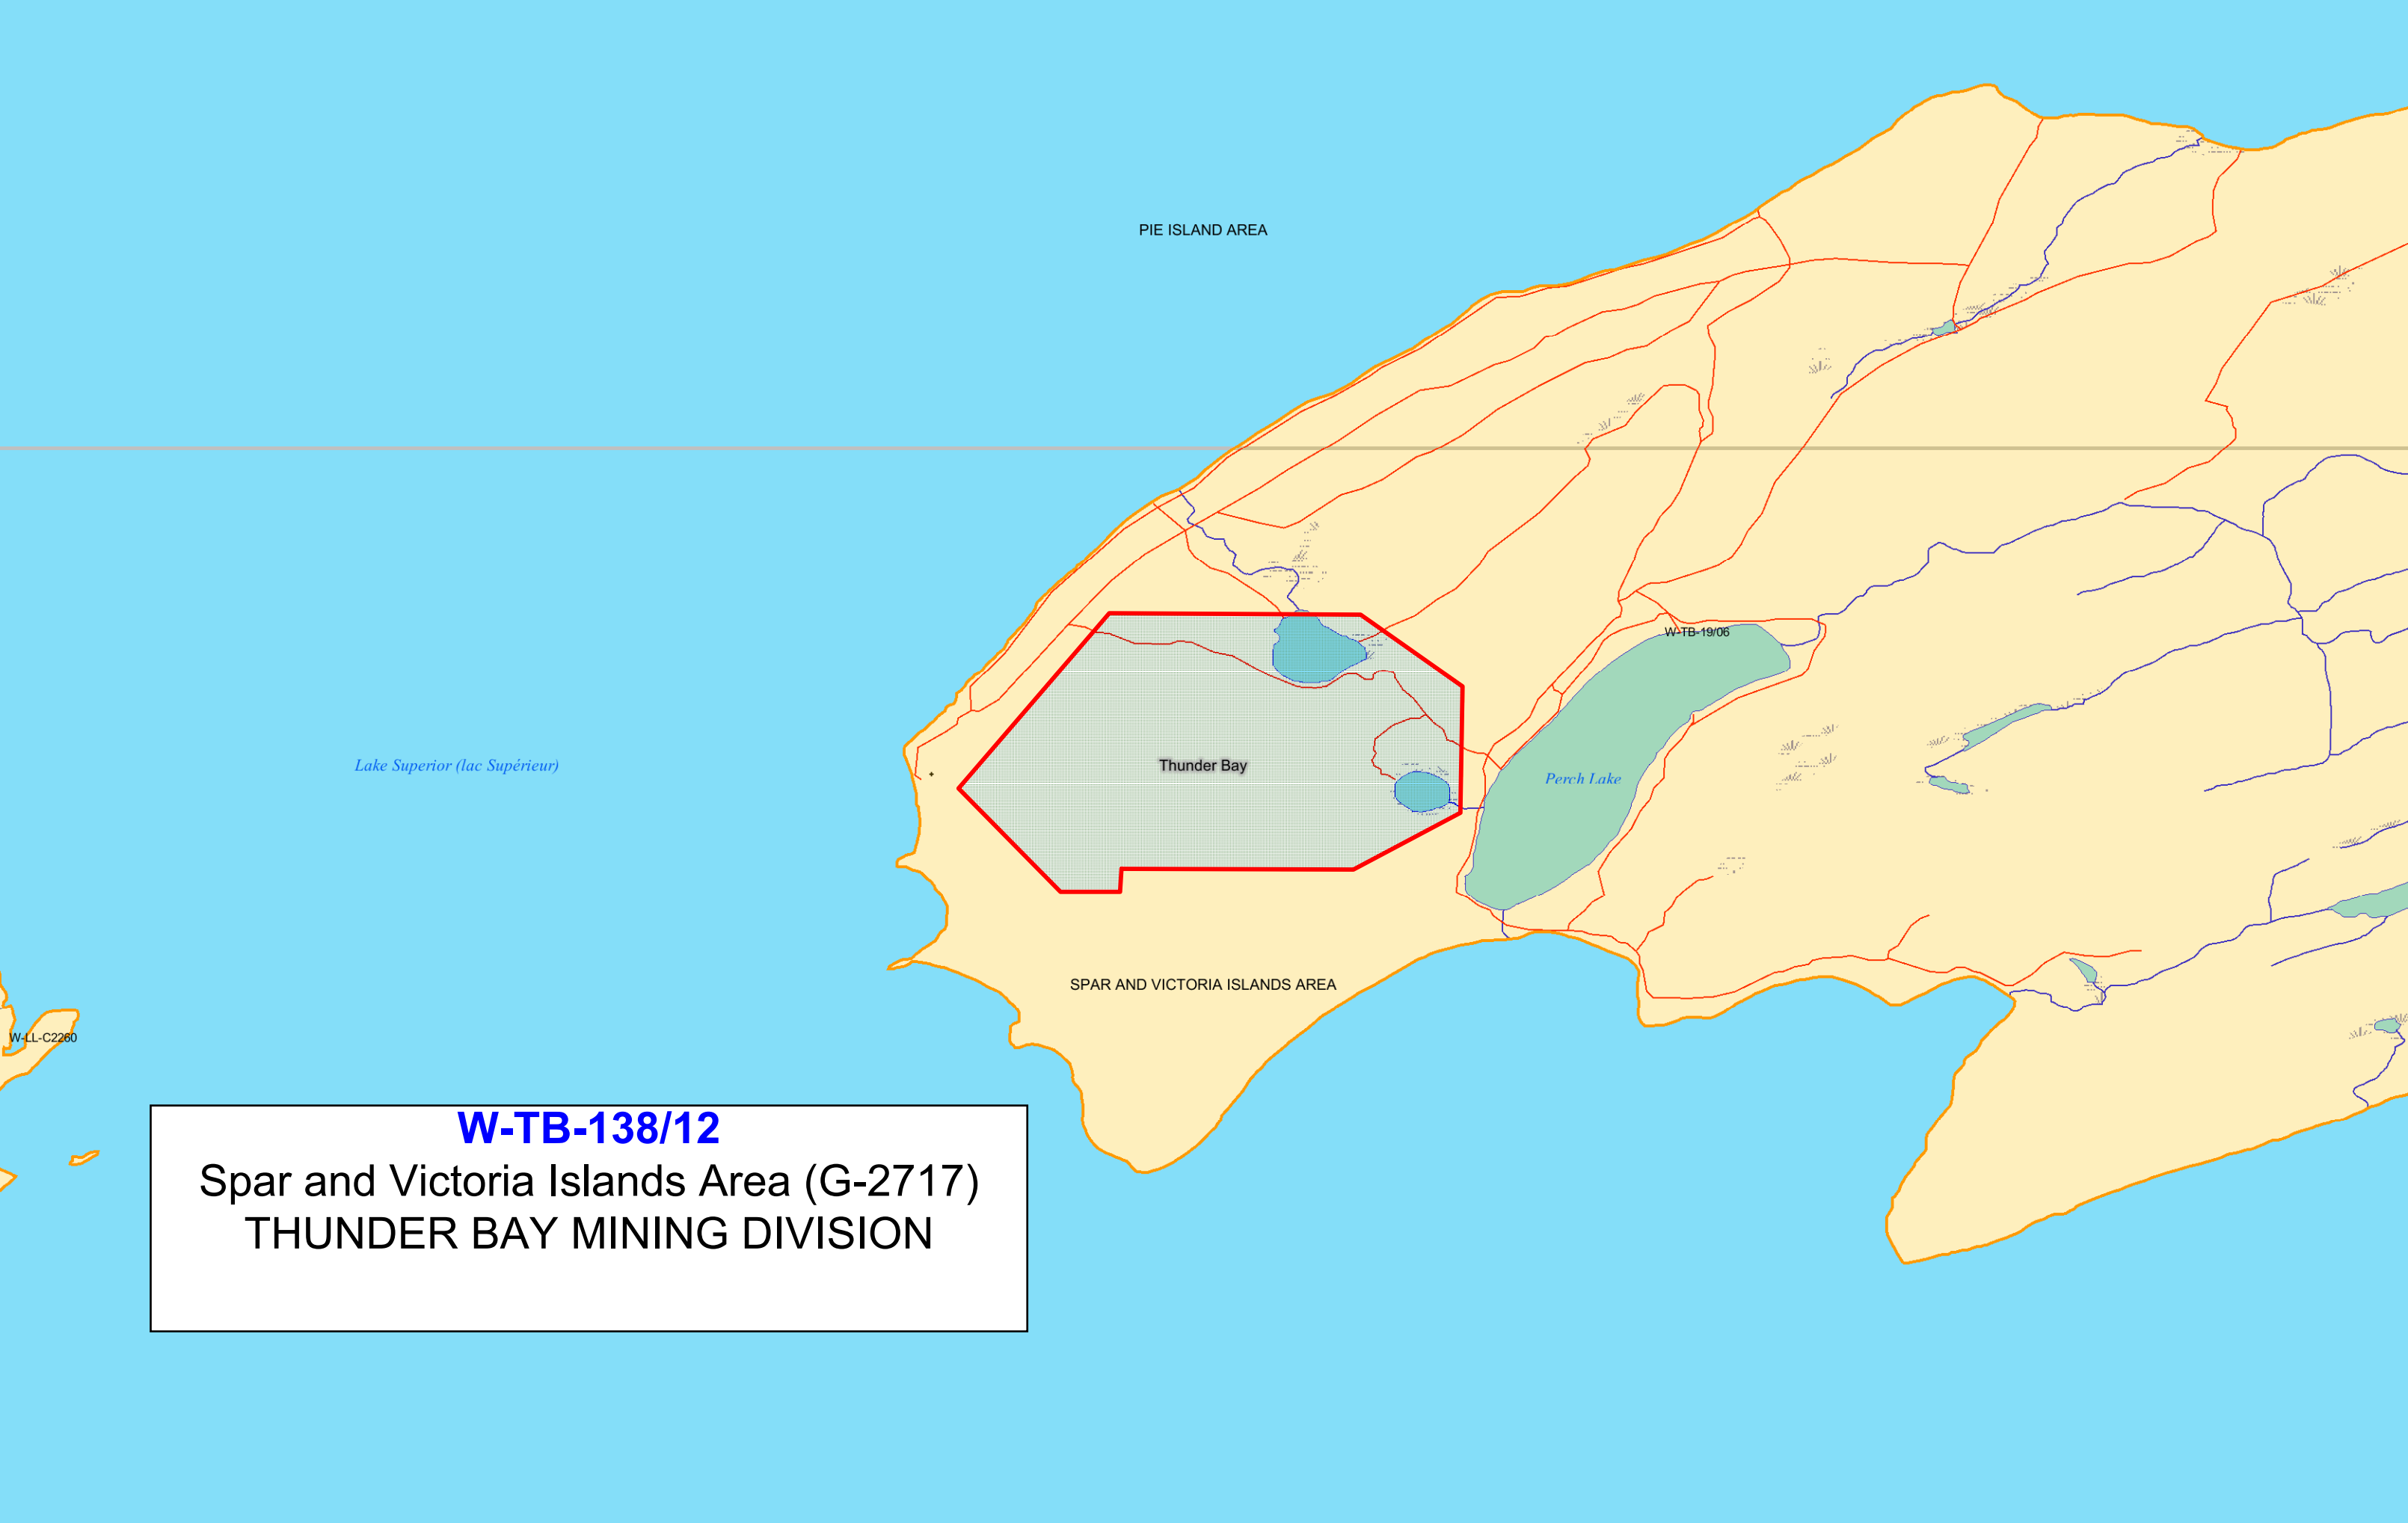 PIE ISLAND AREA
W-TB-19/06
Lake Superior (lac Supérieur)
Thunder Bay
Perch Lake
SPAR AND VICTORIA ISLANDS AREA
W-LL-C2260
W-TB-138/12
Spar and Victoria Islands Area (G-2717)
THUNDER BAY MINING DIVISION